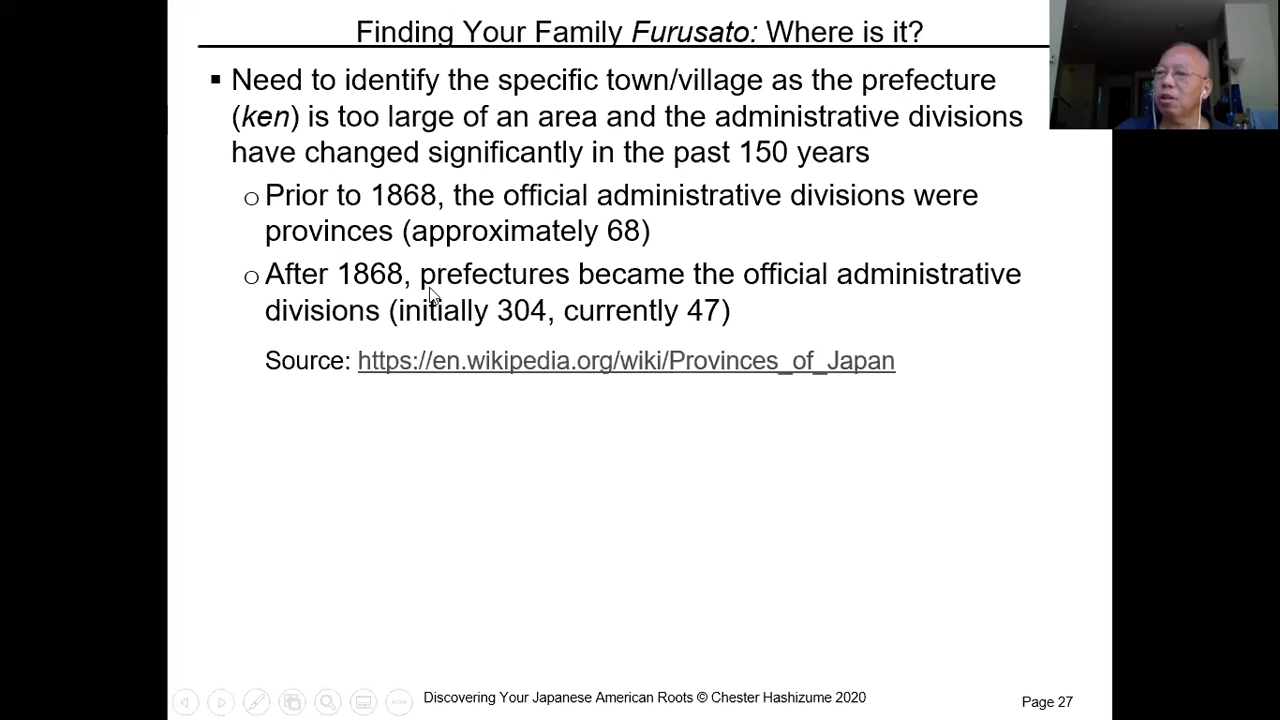 Finding Your Family Furusato: Where is it?
▪ Need to identify the specific town/village as the prefecture
(ken) is too large of an area and the administrative divisions
have changed significantly in the past 150 years
○ Prior to 1868, the official administrative divisions were
provinces (approximately 68)
○ After 1868, prefectures became the official administrative
divisions (initially 304, currently 47)
Source: https://en.wikipedia.org/wiki/Provinces_of_Japan
Discovering Your Japanese American Roots © Chester Hashizume 2020
Page 27